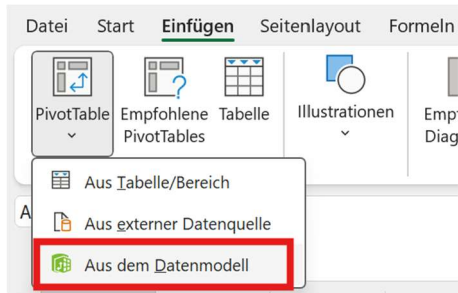 Datei Start Einfügen Seitenlayout Formeln
PivotTable Empfohlene PivotTables Tabelle Illustrationen
Aus Tabelle/Bereich
A
Aus externer Datenquelle
Aus dem Datenmodell